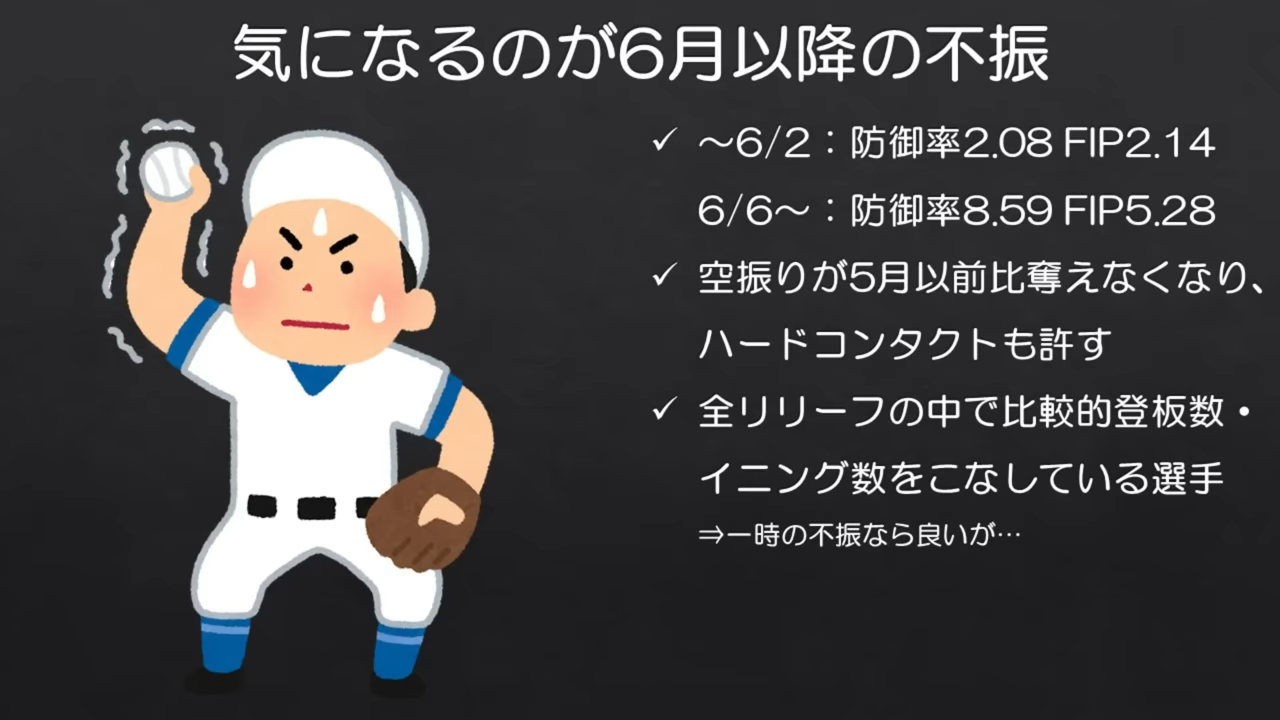 気になるのが6月以降の不振
✓ ～6/2：防御率2.08 FIP2.14
6/6～：防御率8.59 FIP5.28
✓ 空振りが5月以前比奪えなくなり、
ハードコンタクトも許す
✓ 全リリーフの中で比較的登板数・
イニング数をこなしている選手
⇒一時の不振なら良いが…